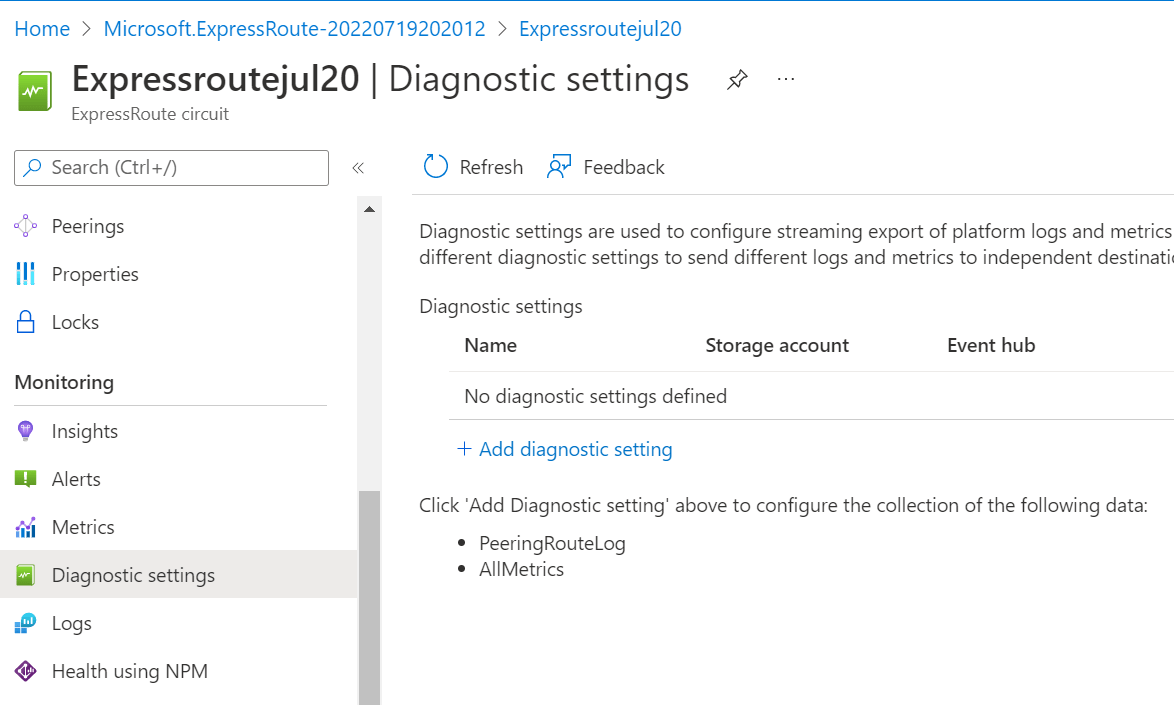 Home > Microsoft.ExpressRoute-20220719202012 > Expressroutejul20
Expressroutejul20 | Diagnostic settings
ExpressRoute circuit
Search (Ctrl+/)
Peerings
Properties
Locks
Monitoring
Insights
Alerts
Metrics
Diagnostic settings
Logs
Health using NPM
Refresh
Feedback
Diagnostic settings are used to configure streaming export of platform logs and metrics
different diagnostic settings to send different logs and metrics to independent
Diagnostic settings
Name Storage account Event hub
No diagnostic settings defined
+ Add diagnostic setting
Click 'Add Diagnostic setting' above to configure the collection of the following data:
• PeeringRouteLog
• AllMetrics